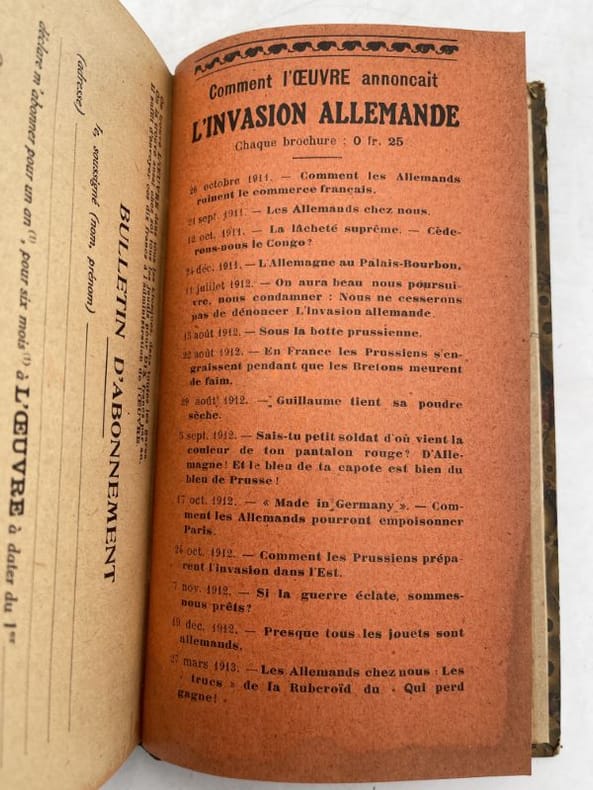 Comment l'ŒUVRE annoncait
L'INVASION ALLEMANDE
Chaque brochure : 0 fr. 25
26 octobre 1911. — Comment les Allemands
ruinent le commerce français.
21 sept. 1911. — Les Allemands chez nous.
12 oct. 1911. — La lâcheté suprême. — Céde-
rons-nous le Congo?
24 déc. 1911. — L'Allemagne au Palais-Bourbon.
11 juillet 1912. — On aura beau nous poursui-
vre, nous condamner : Nous ne cesserons
pas de dénoncer L'Invasion allemande.
15 août 1912. — Sous la botte prussienne.
22 août 1912. — En France les Prussiens s'en-
graissent pendant que les Bretons meurent
de faim.
29 août 1912. — Guillaume tient sa poudre
sèche.
5 sept. 1912. — Sais-tu petit soldat d'où vient la
couleur de ton pantalon rouge? D'Alle-
magne! Et le bleu de ta capote est bien du
bleu de Prusse!
17 oct. 1912. — « Made in Germany ». — Com-
ment les Allemands pourront empoisonner
Paris.
24 oct. 1912. — Comment les Prussiens prépa-
rent l'invasion dans l'Est.
7 nov. 1912. — Si la guerre éclate, sommes-
nous prêts?
19 déc. 1912. — Presque tous les jouets sont
allemands.
27 mars 1913. — Les Allemands chez nous : Les
« trucs » de la Ruberoïd du « Qui perd
gagne!
BULLETIN D'ABONNEMENT
soussigné (nom, prénom)
(adresse)
déclare m'abonner pour un an (1), pour six mois (1) à L'ŒUVRE à dater du 1er